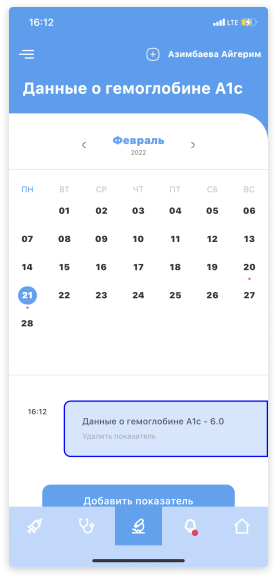 16:12 LTE
Азимбаева Айгерим
Данные о гемоглобине А1с
Февраль
2022
ПН ВТ СР ЧТ ПТ СБ ВС
01 02 03 04 05 06
07 08 09 10 11 12 13
14 15 16 17 18 19 20
21 22 23 24 25 26 27
28
16:12
Данные о гемоглобине А1с - 6.0
Удалить показатель
Добавить показатель